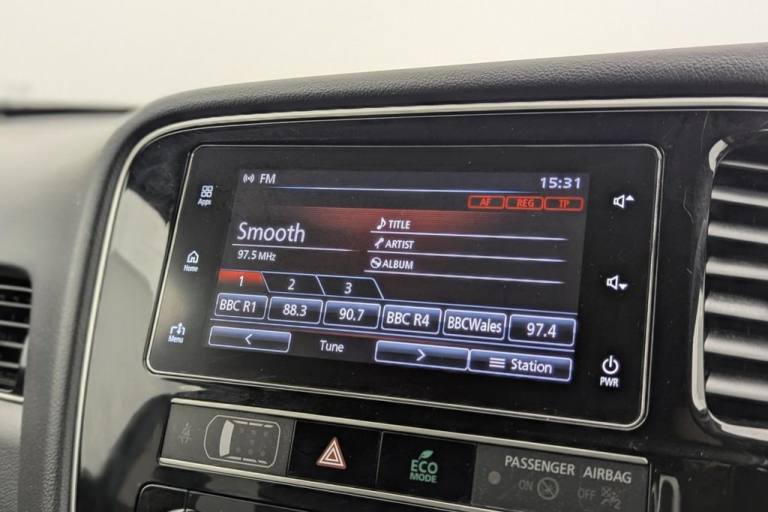 FM 15:31
AF REG TP
Apps
Smooth
TITLE
97.5 MHz
ARTIST
ALBUM
Home
1 2 3
BBC R1 88.3 90.7 BBC R4 BBCWales 97.4
Menu
< Tune > Station
PWR
ECO
MODE
PASSENGER AIRBAG
ON OFF